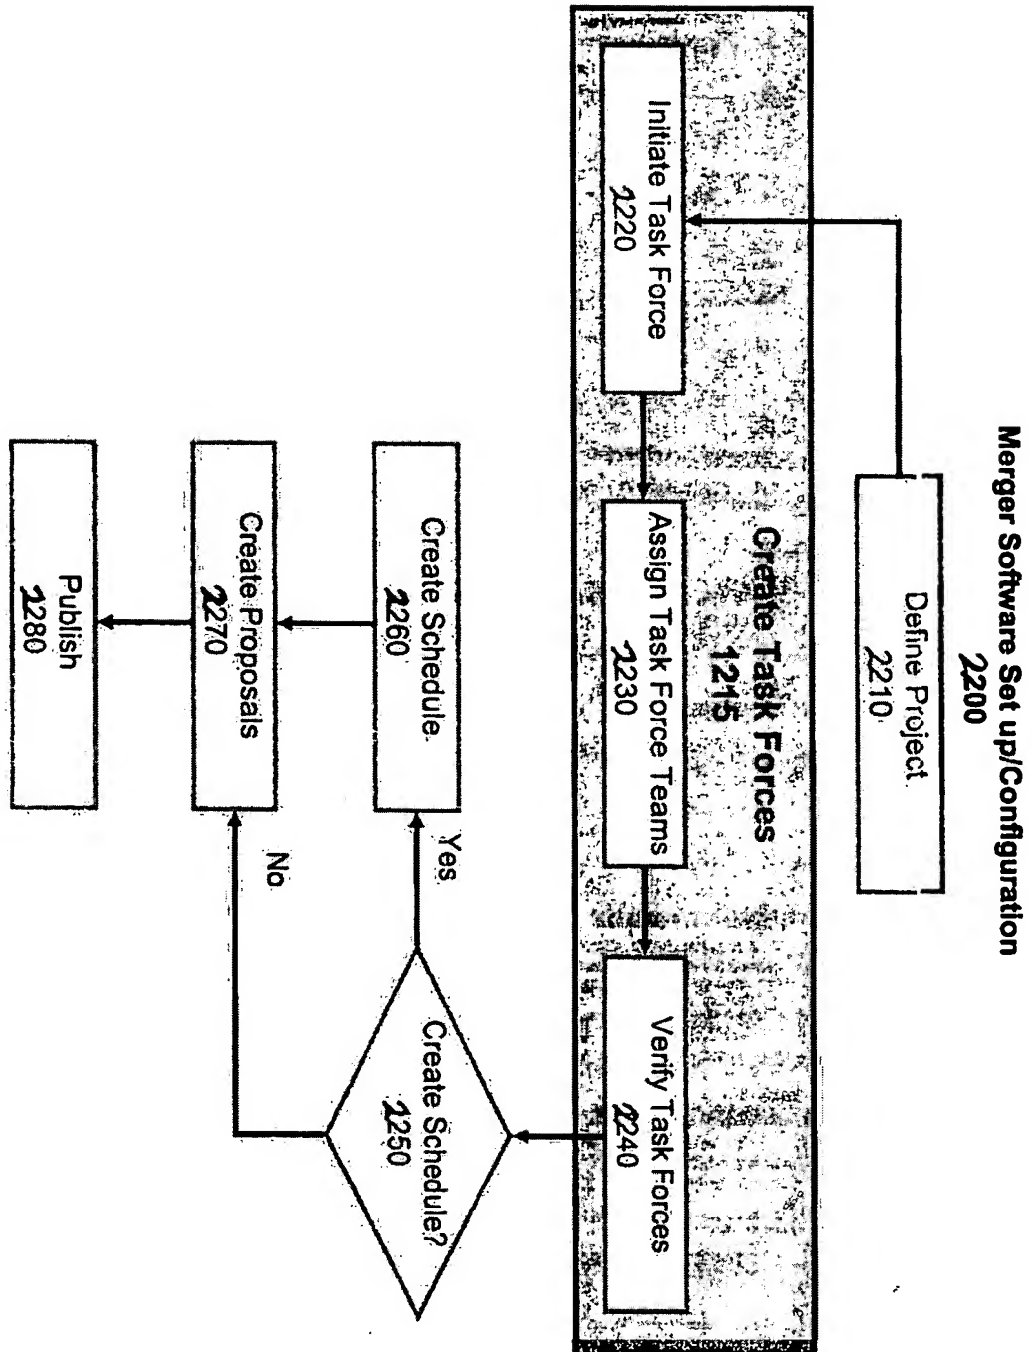 Merger Software Set up/Configuration
2200
Define Project
2210
Create Task Forces
1215
Initiate Task Force
2220
Assign Task Force Teams
2230
Verify Task Forces
2240
Create Schedule?
2250
Yes
No
Create Schedule
2260
Create Proposals
2270
Publish
2280